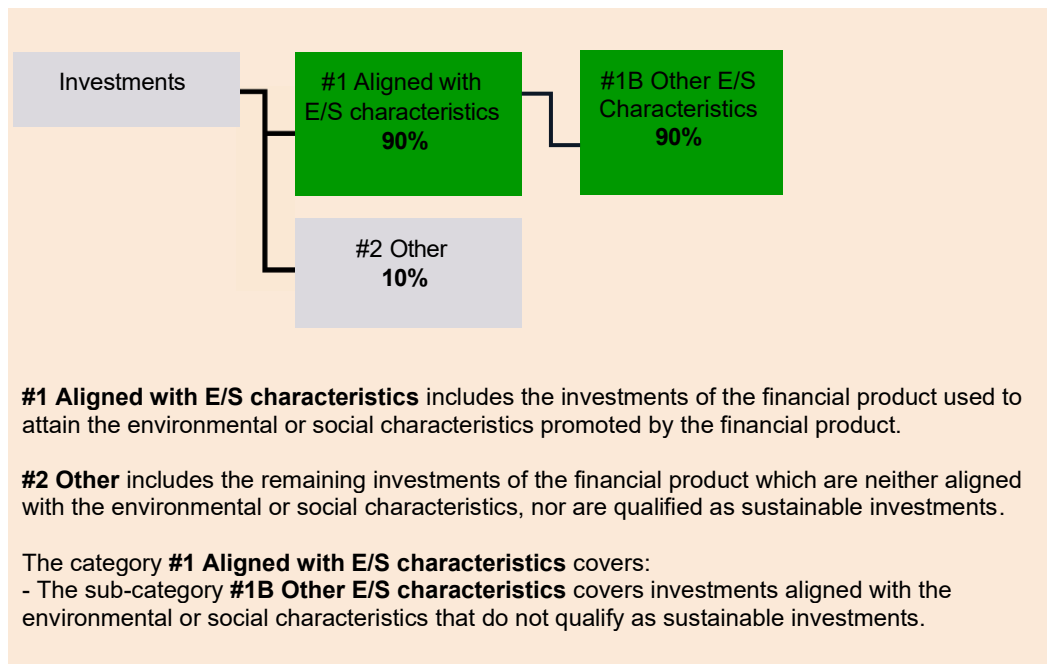 Investments
#1 Aligned with
E/S characteristics
90%
#1B Other E/S
Characteristics
90%
#2 Other
10%
#1 Aligned with E/S characteristics includes the investments of the financial product used to
attain the environmental or social characteristics promoted by the financial product.
#2 Other includes the remaining investments of the financial product which are neither aligned
with the environmental or social characteristics, nor are qualified as sustainable investments.
The category #1 Aligned with E/S characteristics covers:
- The sub-category #1B Other E/S characteristics covers investments aligned with the
environmental or social characteristics that do not qualify as sustainable investments.